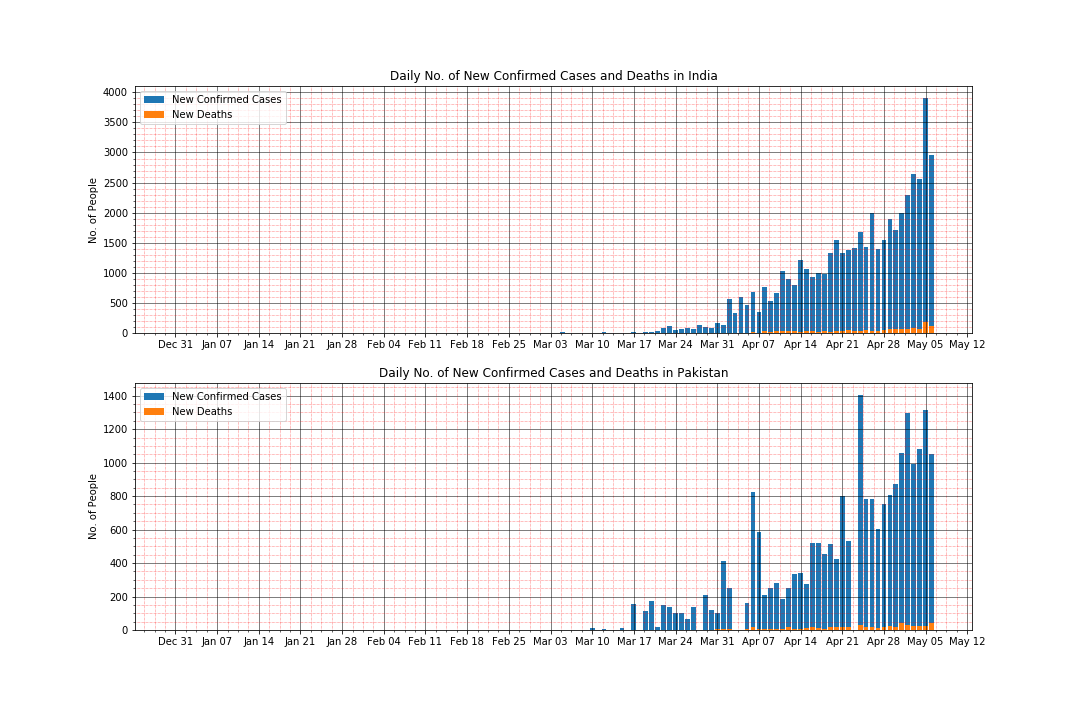 Daily No. of New Confirmed Cases and Deaths in India
4000
3500
3000
2500
2000
1500
1000
500
0
No. of People
New Confirmed Cases
New Deaths
Dec 31 Jan 07 Jan 14 Jan 21 Jan 28 Feb 04 Feb 11 Feb 18 Feb 25 Mar 03 Mar 10 Mar 17 Mar 24 Mar 31 Apr 07 Apr 14 Apr 21 Apr 28 May 05 May 12
Daily No. of New Confirmed Cases and Deaths in Pakistan
1400
1200
1000
800
600
400
200
0
No. of People
New Confirmed Cases
New Deaths
Dec 31 Jan 07 Jan 14 Jan 21 Jan 28 Feb 04 Feb 11 Feb 18 Feb 25 Mar 03 Mar 10 Mar 17 Mar 24 Mar 31 Apr 07 Apr 14 Apr 21 Apr 28 May 05 May 12